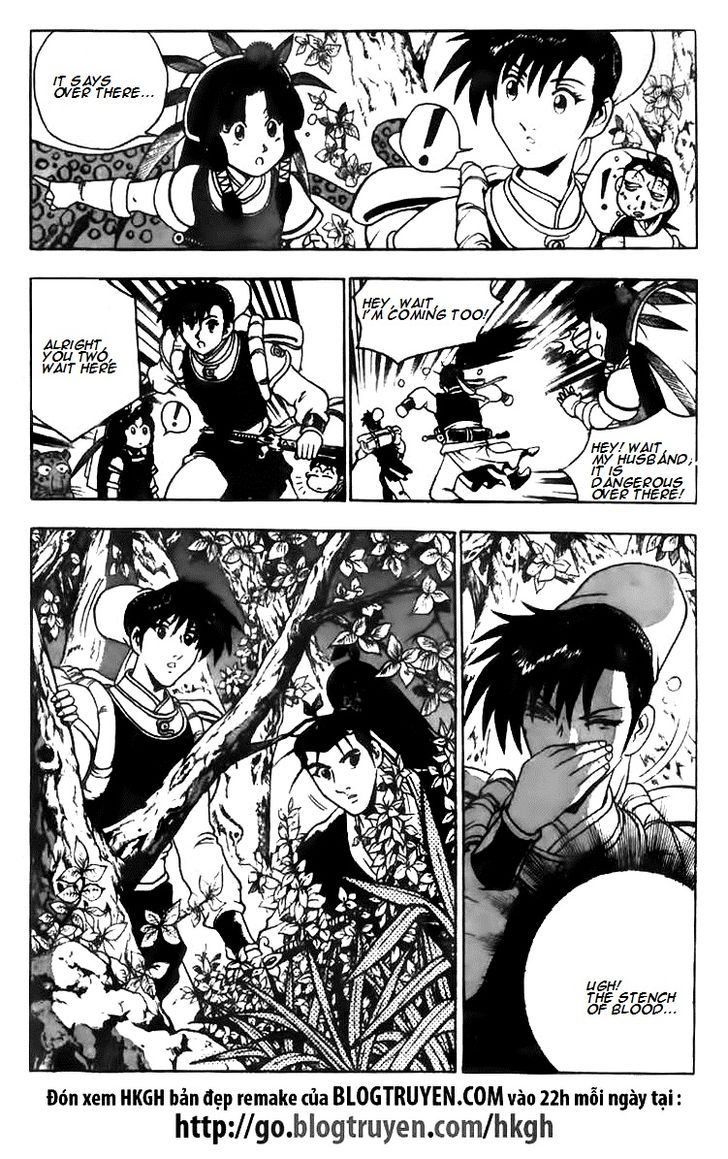 IT SAYS
OVER THERE...
!
!
ALRIGHT,
YOU TWO,
WAIT HERE
!
HEY, WAIT,
I'M COMING TOO!
HEY! WAIT
MY HUSBAND,
IT IS
DANGEROUS
OVER THERE!
UGH!
THE STENCH
OF BLOOD...
Đón xem HKGH bản đẹp remake của BLOGTRUYEN.COM vào 22h mỗi ngày tại :
http://go.blogtruyen.com/hkgh